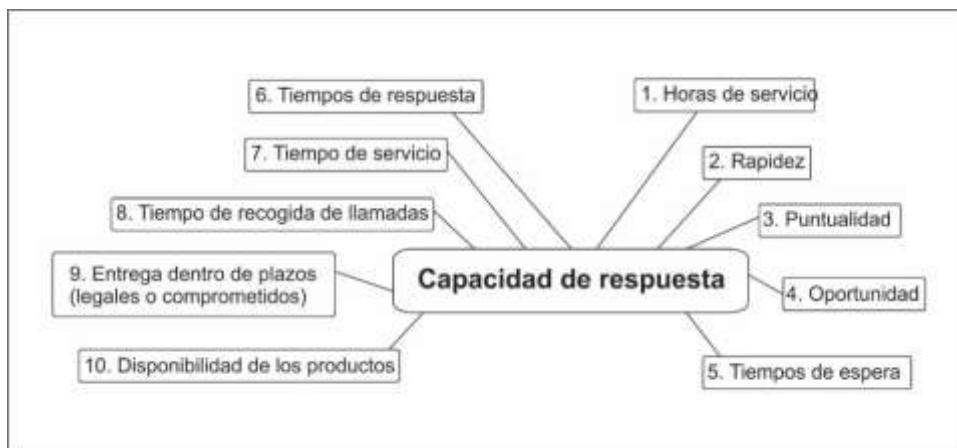 6. Tiempos de respuesta
1. Horas de servicio
7. Tiempo de servicio
2. Rapidez
8. Tiempo de recogida de llamadas
3. Puntualidad
9. Entrega dentro de plazos
(legales o comprometidos)
Capacidad de respuesta
4. Oportunidad
10. Disponibilidad de los productos
5. Tiempos de espera